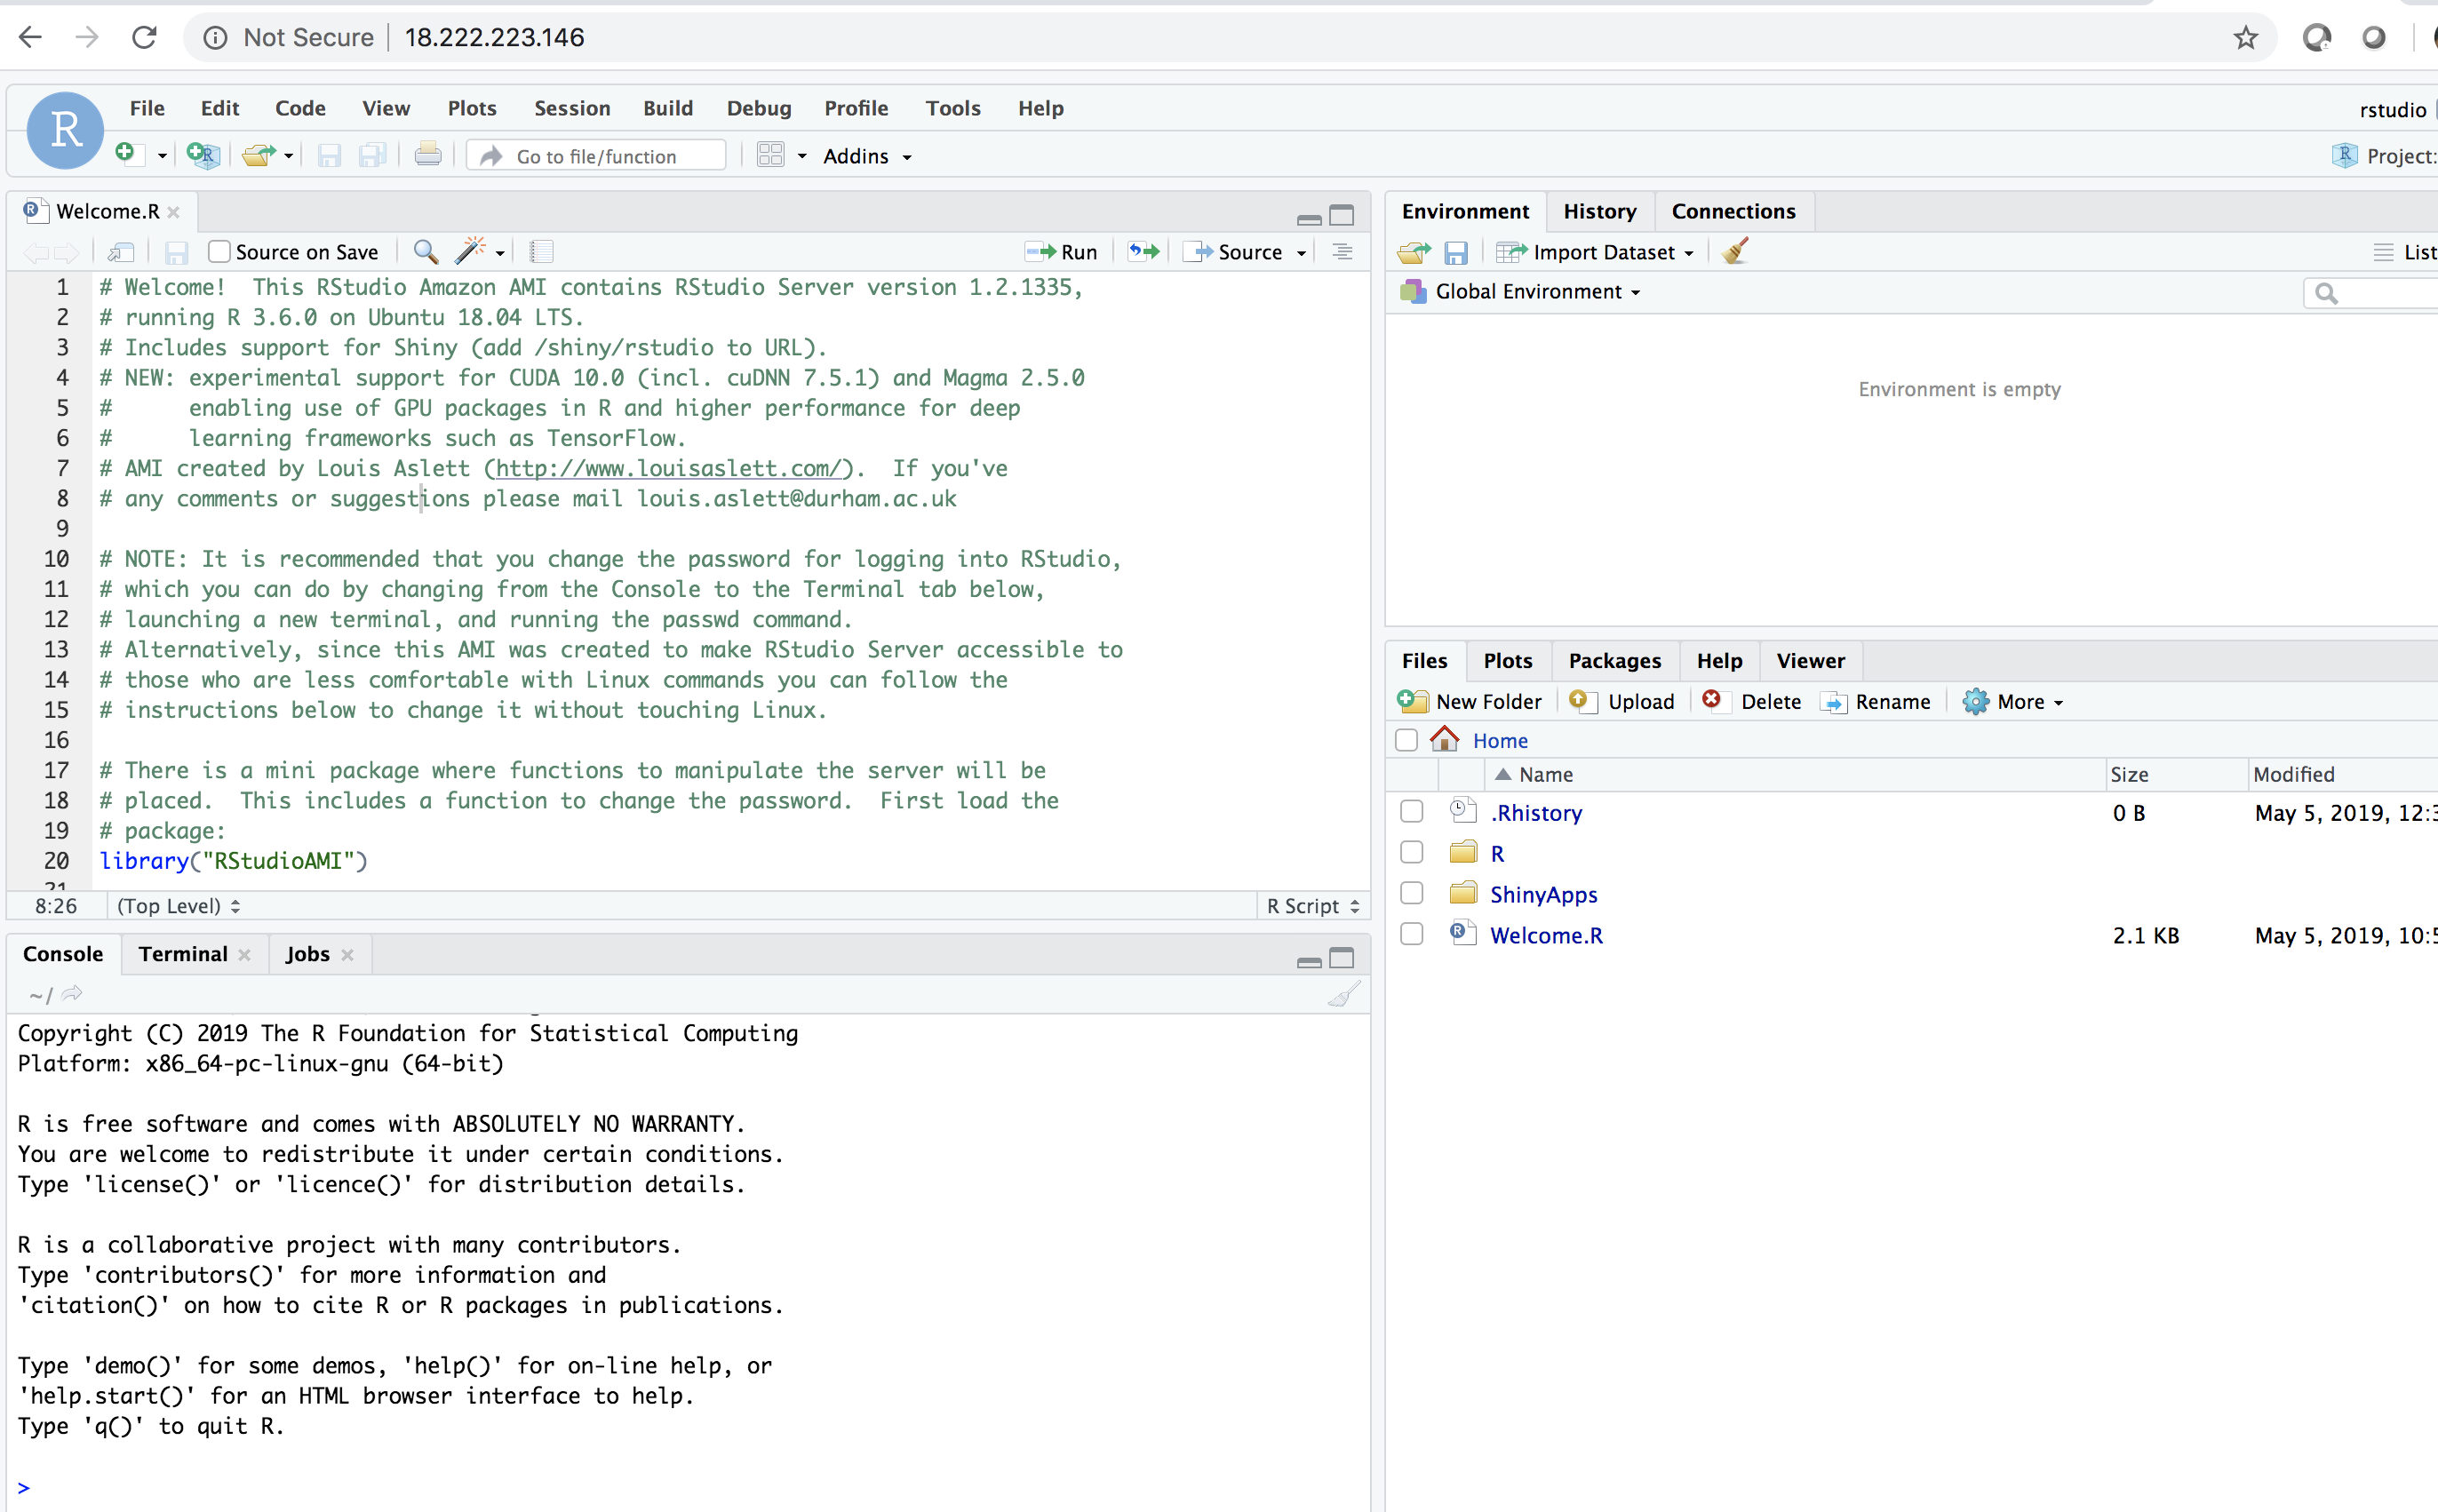 Not Secure | 18.222.223.146
R
File Edit Code View Plots Session Build Debug Profile Tools Help
rstudio
Go to file/function
Addins
Project:
Welcome.R
Source on Save
Run
Source
1 # Welcome!  This RStudio Amazon AMI contains RStudio Server version 1.2.1335,
2 # running R 3.6.0 on Ubuntu 18.04 LTS.
3 # Includes support for Shiny (add /shiny/rstudio to URL).
4 # NEW: experimental support for CUDA 10.0 (incl. cuDNN 7.5.1) and Magma 2.5.0
5 #      enabling use of GPU packages in R and higher performance for deep
6 #      learning frameworks such as TensorFlow.
7 # AMI created by Louis Aslett (http://www.louisaslett.com/).  If you've
8 # any comments or suggestions please mail louis.aslett@durham.ac.uk
9
10 # NOTE: It is recommended that you change the password for logging into RStudio,
11 # which you can do by changing from the Console to the Terminal tab below,
12 # launching a new terminal, and running the passwd command.
13 # Alternatively, since this AMI was created to make RStudio Server accessible to
14 # those who are less comfortable with Linux commands you can follow the
15 # instructions below to change it without touching Linux.
16
17 # There is a mini package where functions to manipulate the server will be
18 # placed.  This includes a function to change the password.  First load the
19 # package:
20 library("RStudioAMI")
21
8:26 (Top Level) R Script
Console Terminal Jobs
~/
Copyright (C) 2019 The R Foundation for Statistical Computing
Platform: x86_64-pc-linux-gnu (64-bit)
R is free software and comes with ABSOLUTELY NO WARRANTY.
You are welcome to redistribute it under certain conditions.
Type 'license()' or 'licence()' for distribution details.
R is a collaborative project with many contributors.
Type 'contributors()' for more information and
'citation()' on how to cite R or R packages in publications.
Type 'demo()' for some demos, 'help()' for on-line help, or
'help.start()' for an HTML browser interface to help.
Type 'q()' to quit R.
>
Environment History Connections
Import Dataset
List
Global Environment
Environment is empty
Files Plots Packages Help Viewer
New Folder Upload Delete Rename More
Home
Name Size Modified
.Rhistory 0 B May 5, 2019, 12:3
R
ShinyApps
Welcome.R 2.1 KB May 5, 2019, 10:5